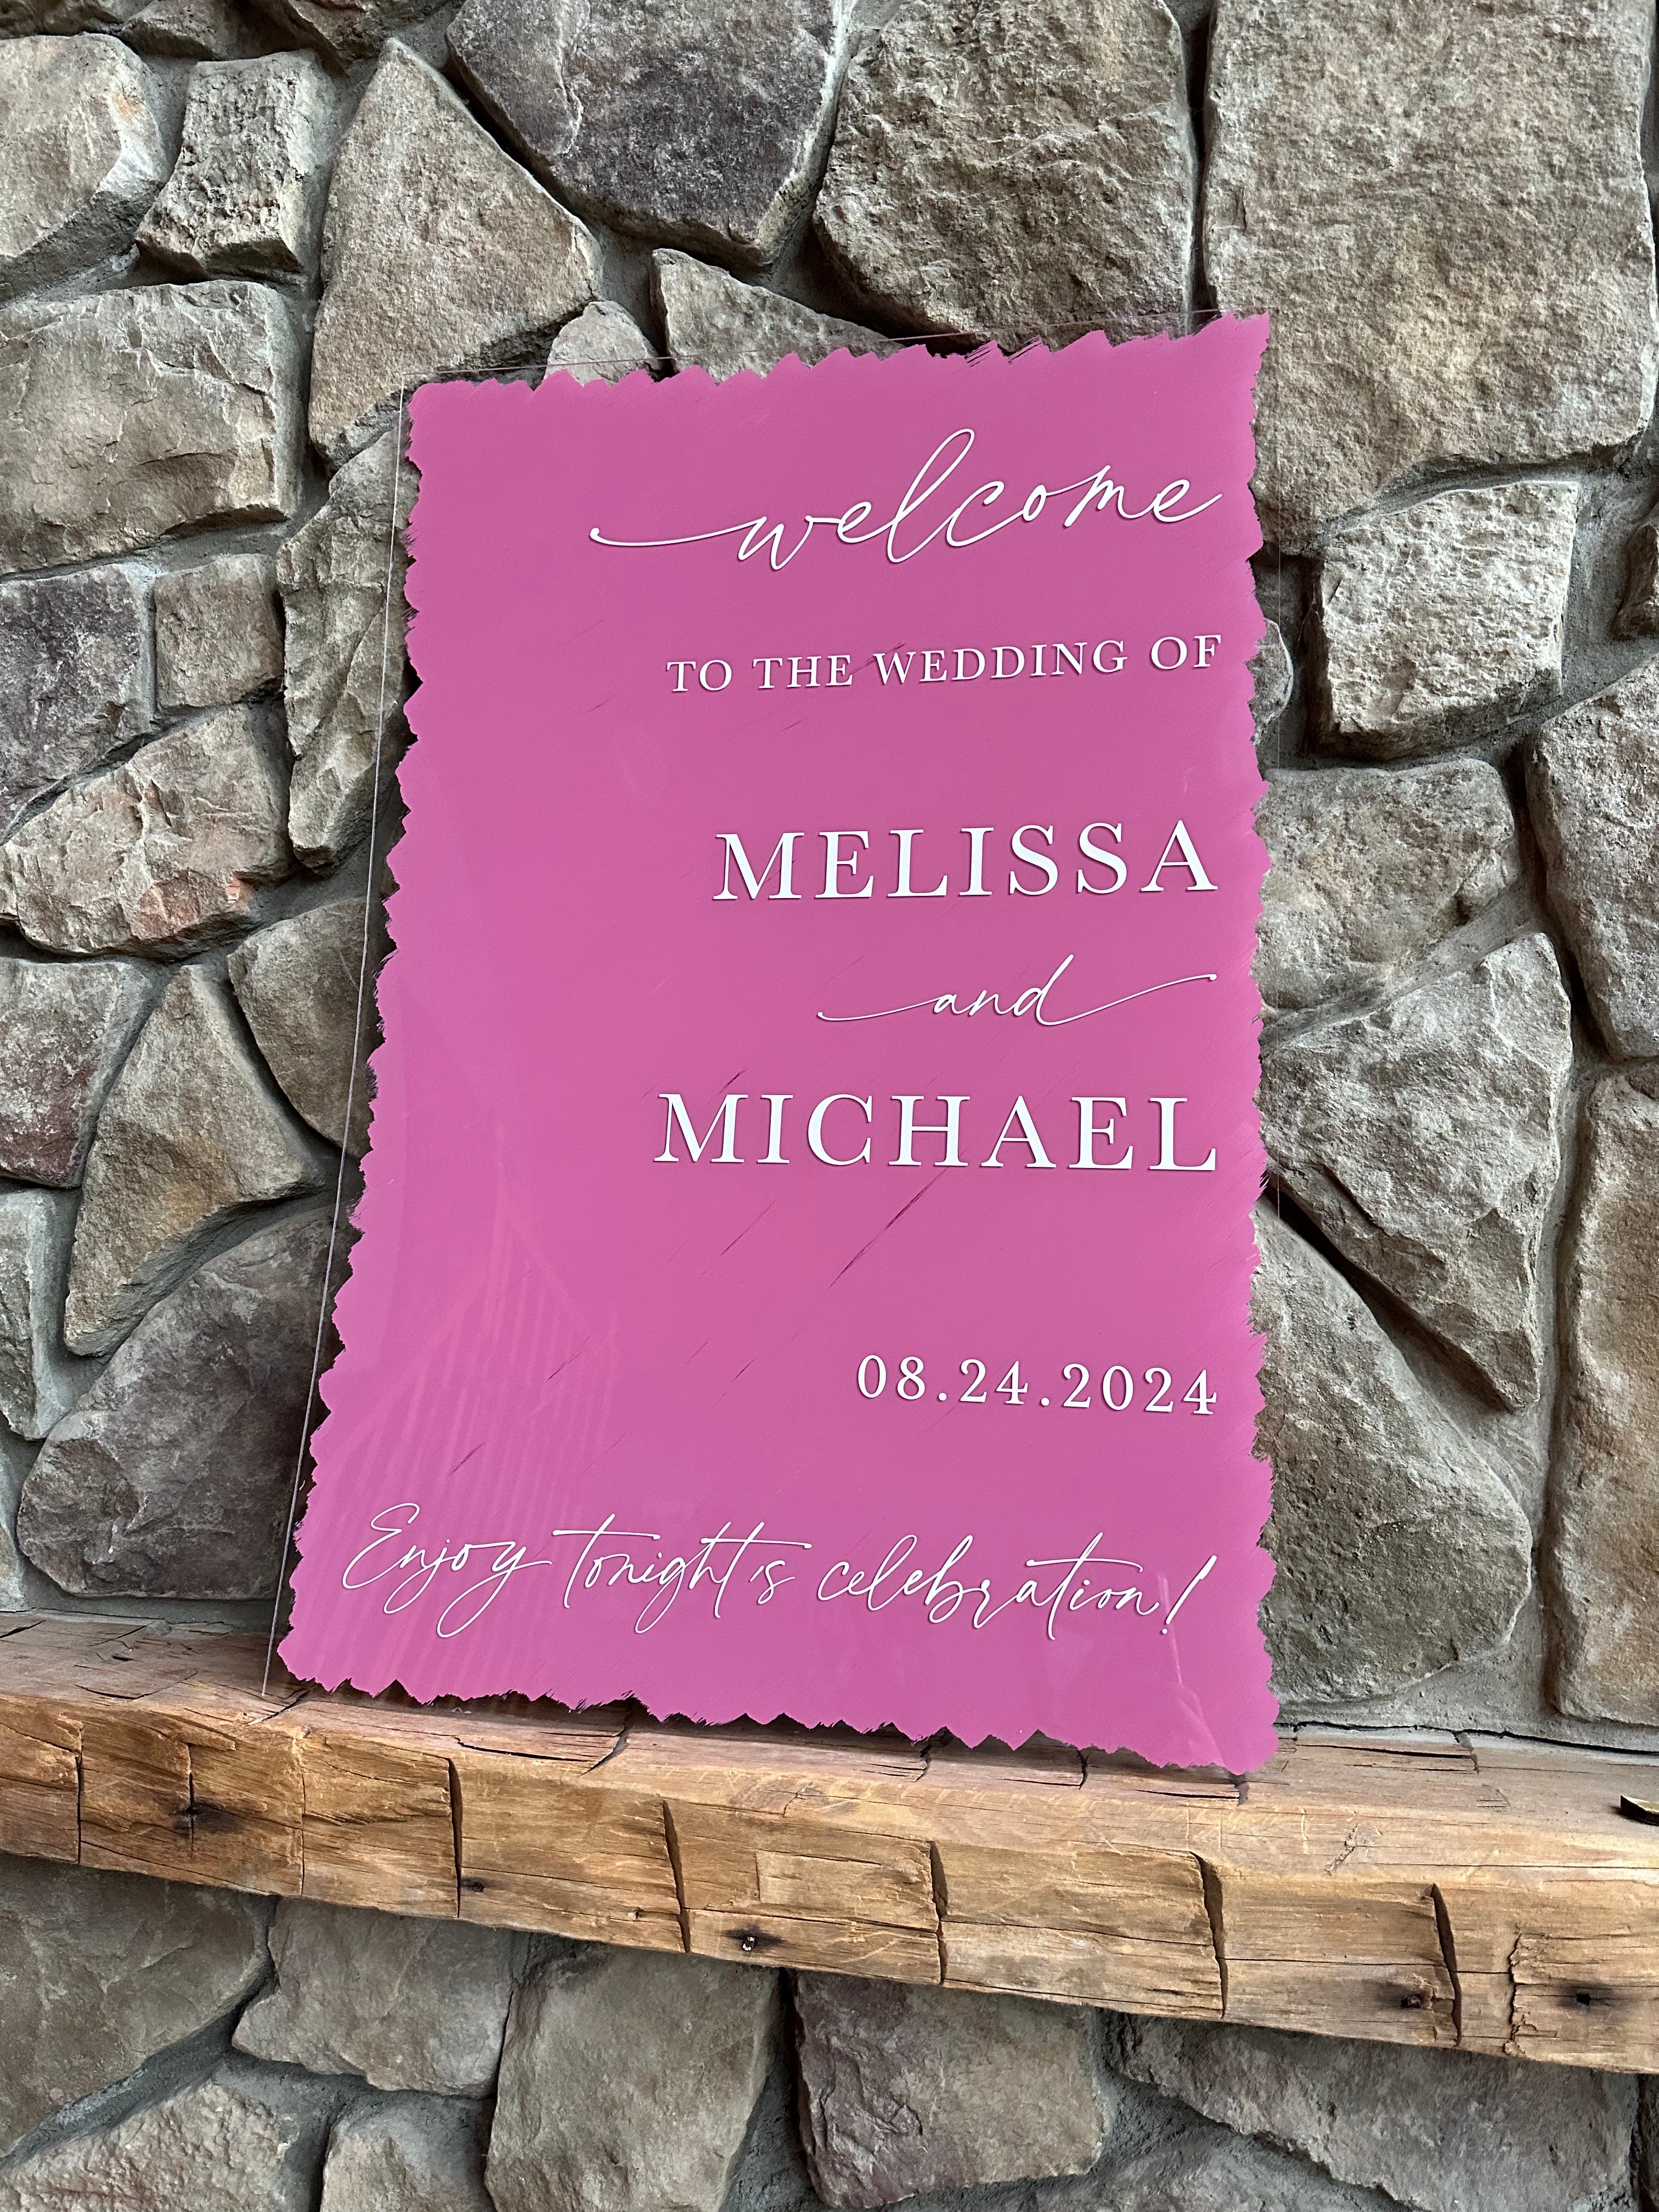 welcome
TO THE WEDDING OF
MELISSA
and
MICHAEL
08.24.2024
Enjoy tonight's celebration!